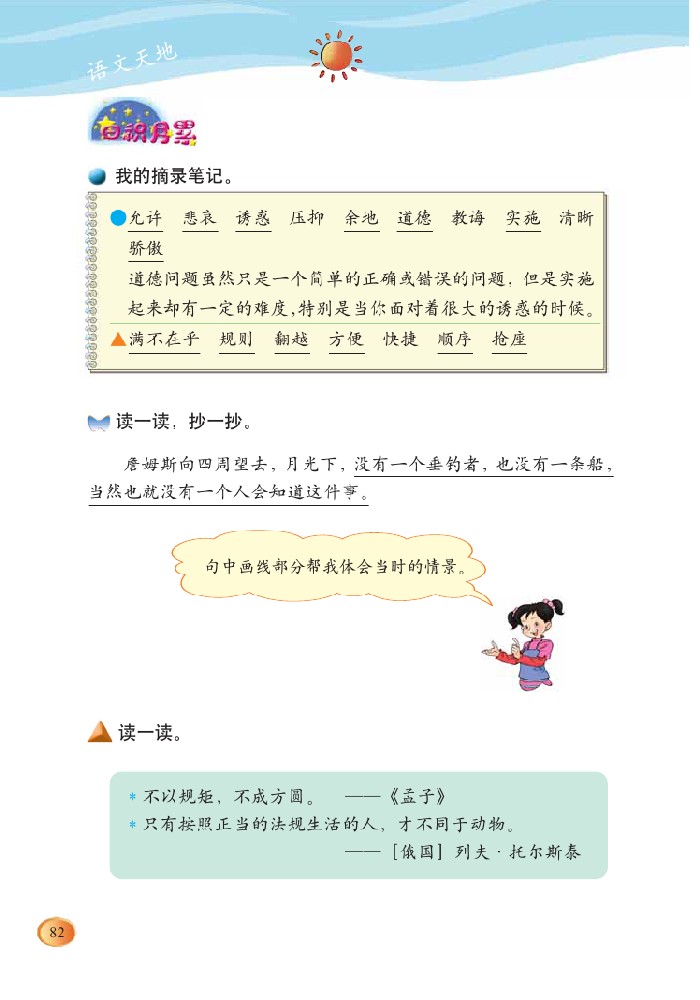 语文天地
日积月累
我的摘录笔记。
允许 悲哀 诱惑 压抑 余地 道德 教诲 实施 清晰
骄傲
道德问题虽然只是一个简单的正确或错误的问题，但是实施
起来却有一定的难度，特别是当你面对着很大的诱惑的时候。
满不在乎 规则 翻越 方便 快捷 顺序 抢座
读一读，抄一抄。
詹姆斯向四周望去，月光下，没有一个垂钓者，也没有一条船，
当然也就没有一个人会知道这件事。
句中画线部分帮我体会当时的情景。
读一读。
* 不以规矩，不成方圆。 ——《孟子》
* 只有按照正当的法规生活的人，才不同于动物。
——［俄国］列夫·托尔斯泰
82